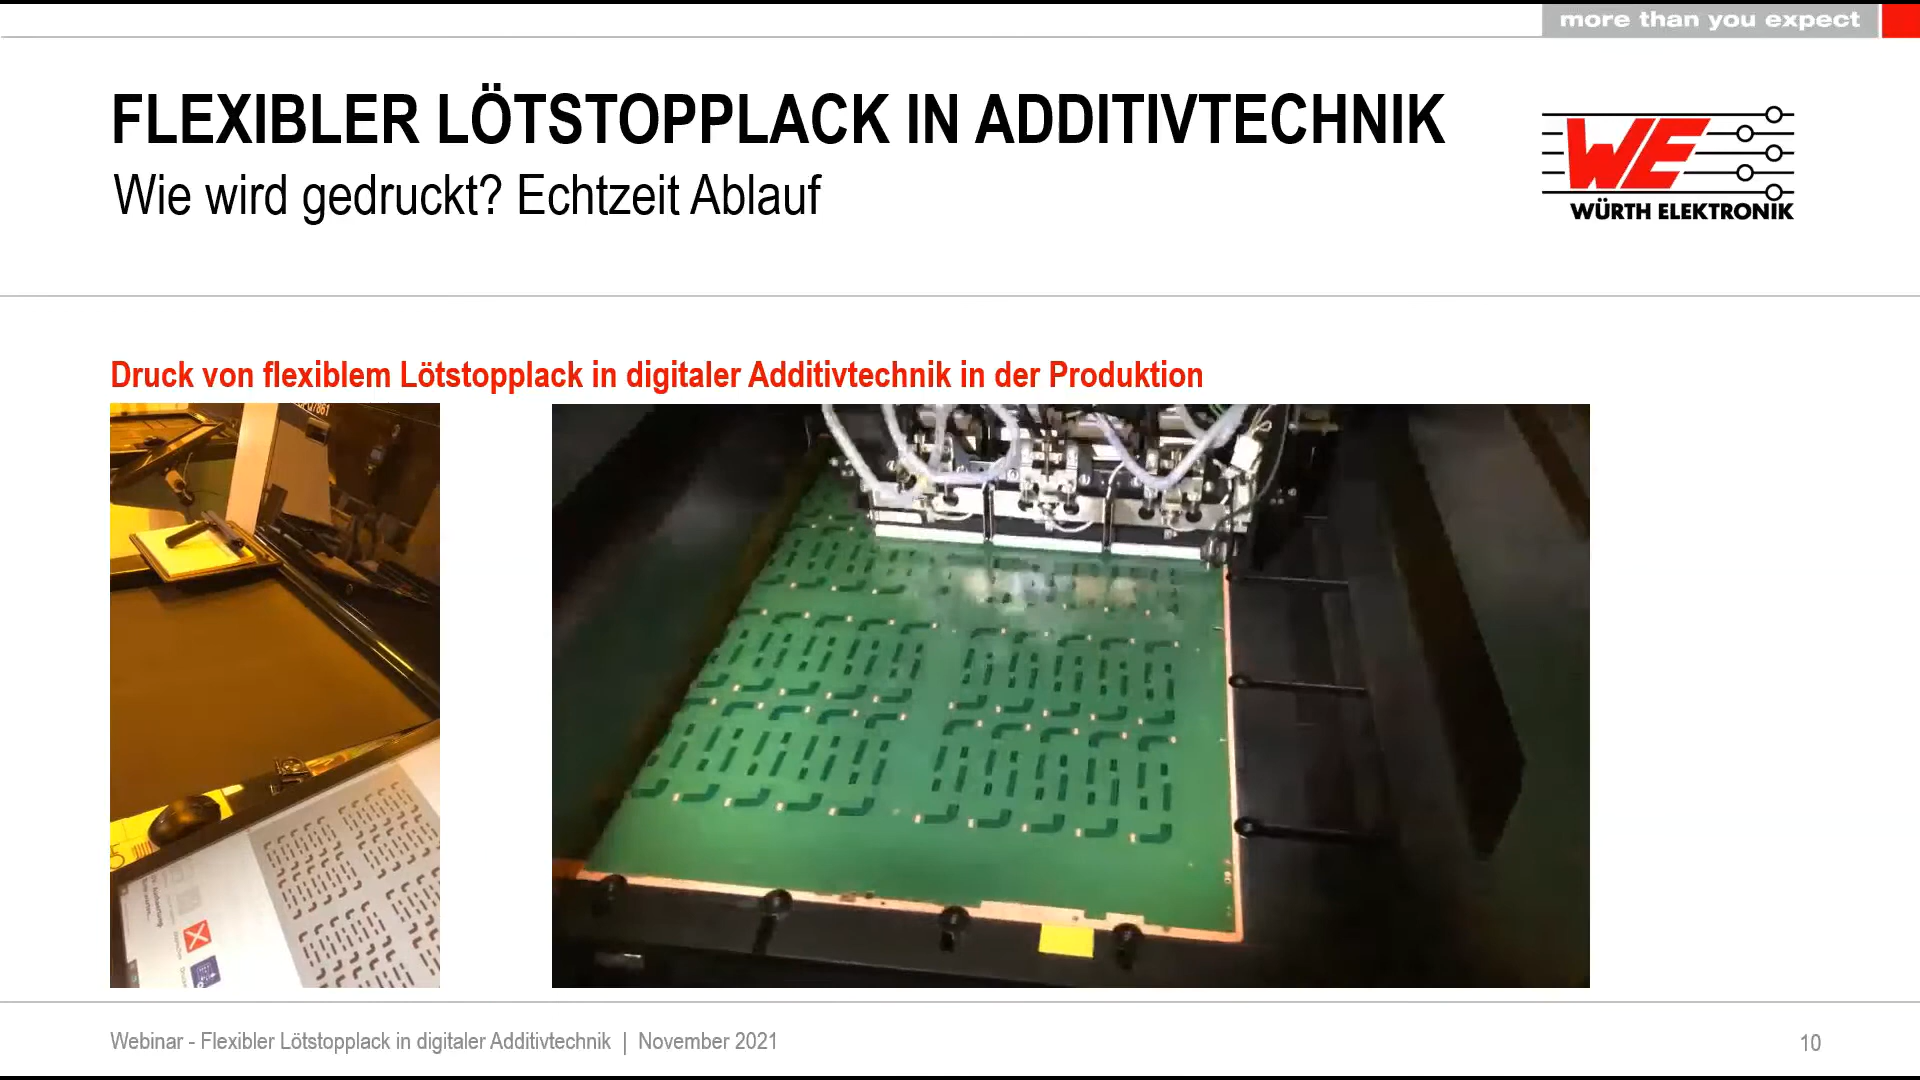 more than you expect
FLEXIBLER LÖTSTOPPLACK IN ADDITIVTECHNIK
Wie wird gedruckt? Echtzeit Ablauf
WE
WÜRTH ELEKTRONIK
Druck von flexiblem Lötstopplack in digitaler Additivtechnik in der Produktion
Webinar - Flexibler Lötstopplack in digitaler Additivtechnik | November 2021
10